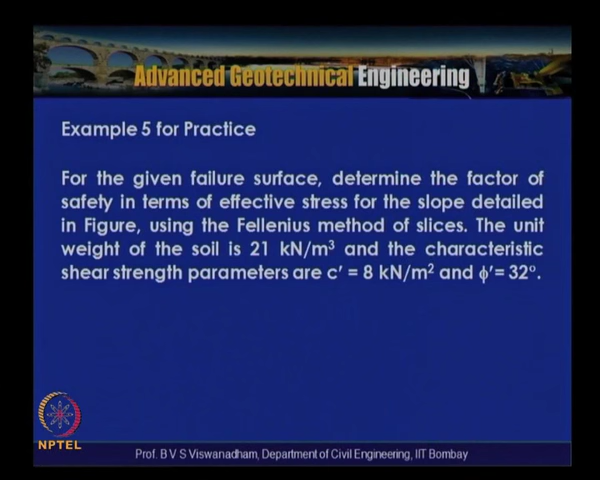 Advanced Geotechnical Engineering
Example 5 for Practice
For the given failure surface, determine the factor of
safety in terms of effective stress for the slope detailed
in Figure, using the Fellenius method of slices. The unit
weight of the soil is 21 kN/m³ and the characteristic
shear strength parameters are c' = 8 kN/m² and ϕ'= 32°.
NPTEL
Prof. B V S Viswanadham, Department of Civil Engineering, IIT Bombay